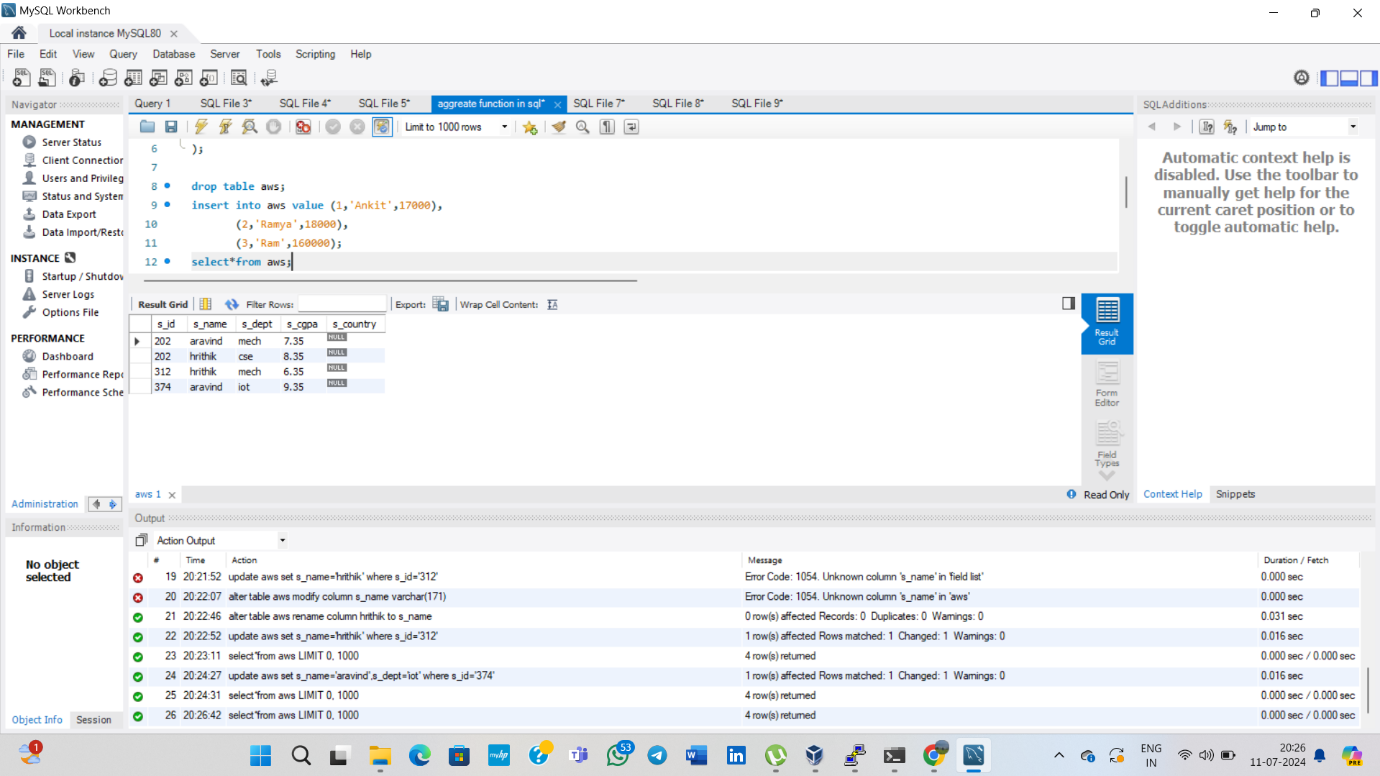 MySQL Workbench
Local instance MySQL80
File Edit View Query Database Server Tools Scripting Help
Navigator
MANAGEMENT
Server Status
Client Connection
Users and Privileg
Status and System
Data Export
Data Import/Resto
INSTANCE
Startup / Shutdov
Server Logs
Options File
PERFORMANCE
Dashboard
Performance Repo
Performance Sche
Administration
Information
No object
selected
Object Info Session
Query 1 SQL File 3* SQL File 4* SQL File 5* aggreate function in sql* SQL File 7* SQL File 8* SQL File 9*
Limit to 1000 rows
6 );
7
8 drop table aws;
9 insert into aws value (1,'Ankit',17000),
10 (2,'Ramya',18000),
11 (3,'Ram',160000);
12 select*from aws;
Result Grid Filter Rows: Export: Wrap Cell Content:
s_id s_name s_dept s_cgpa s_country
202 aravind mech 7.35 NULL
202 hrithik cse 8.35 NULL
312 hrithik mech 6.35 NULL
374 aravind iot 9.35 NULL
Result
Grid
Form
Editor
Field
Types
aws 1
Read Only
SQLAdditions
Jump to
Automatic context help is
disabled. Use the toolbar to
manually get help for the
current caret position or to
toggle automatic help.
Context Help Snippets
Output
Action Output
# Time Action Message Duration / Fetch
19 20:21:52 update aws set s_name='hrithik' where s_id='312' Error Code: 1054. Unknown column 's_name' in 'field list' 0.000 sec
20 20:22:07 alter table aws modify column s_name varchar(171) Error Code: 1054. Unknown column 's_name' in 'aws' 0.000 sec
21 20:22:46 alter table aws rename column hrithik to s_name 0 row(s) affected Records: 0 Duplicates: 0 Warnings: 0 0.031 sec
22 20:22:52 update aws set s_name='hrithik' where s_id='312' 1 row(s) affected Rows matched: 1 Changed: 1 Warnings: 0 0.016 sec
23 20:23:11 select*from aws LIMIT 0, 1000 4 row(s) returned 0.000 sec / 0.000 sec
24 20:24:27 update aws set s_name='aravind',s_dept='iot' where s_id='374' 1 row(s) affected Rows matched: 1 Changed: 1 Warnings: 0 0.016 sec
25 20:24:31 select*from aws LIMIT 0, 1000 4 row(s) returned 0.000 sec / 0.000 sec
26 20:26:42 select*from aws LIMIT 0, 1000 4 row(s) returned 0.000 sec / 0.000 sec
1
53
ENG
IN
20:26
11-07-2024
PRE